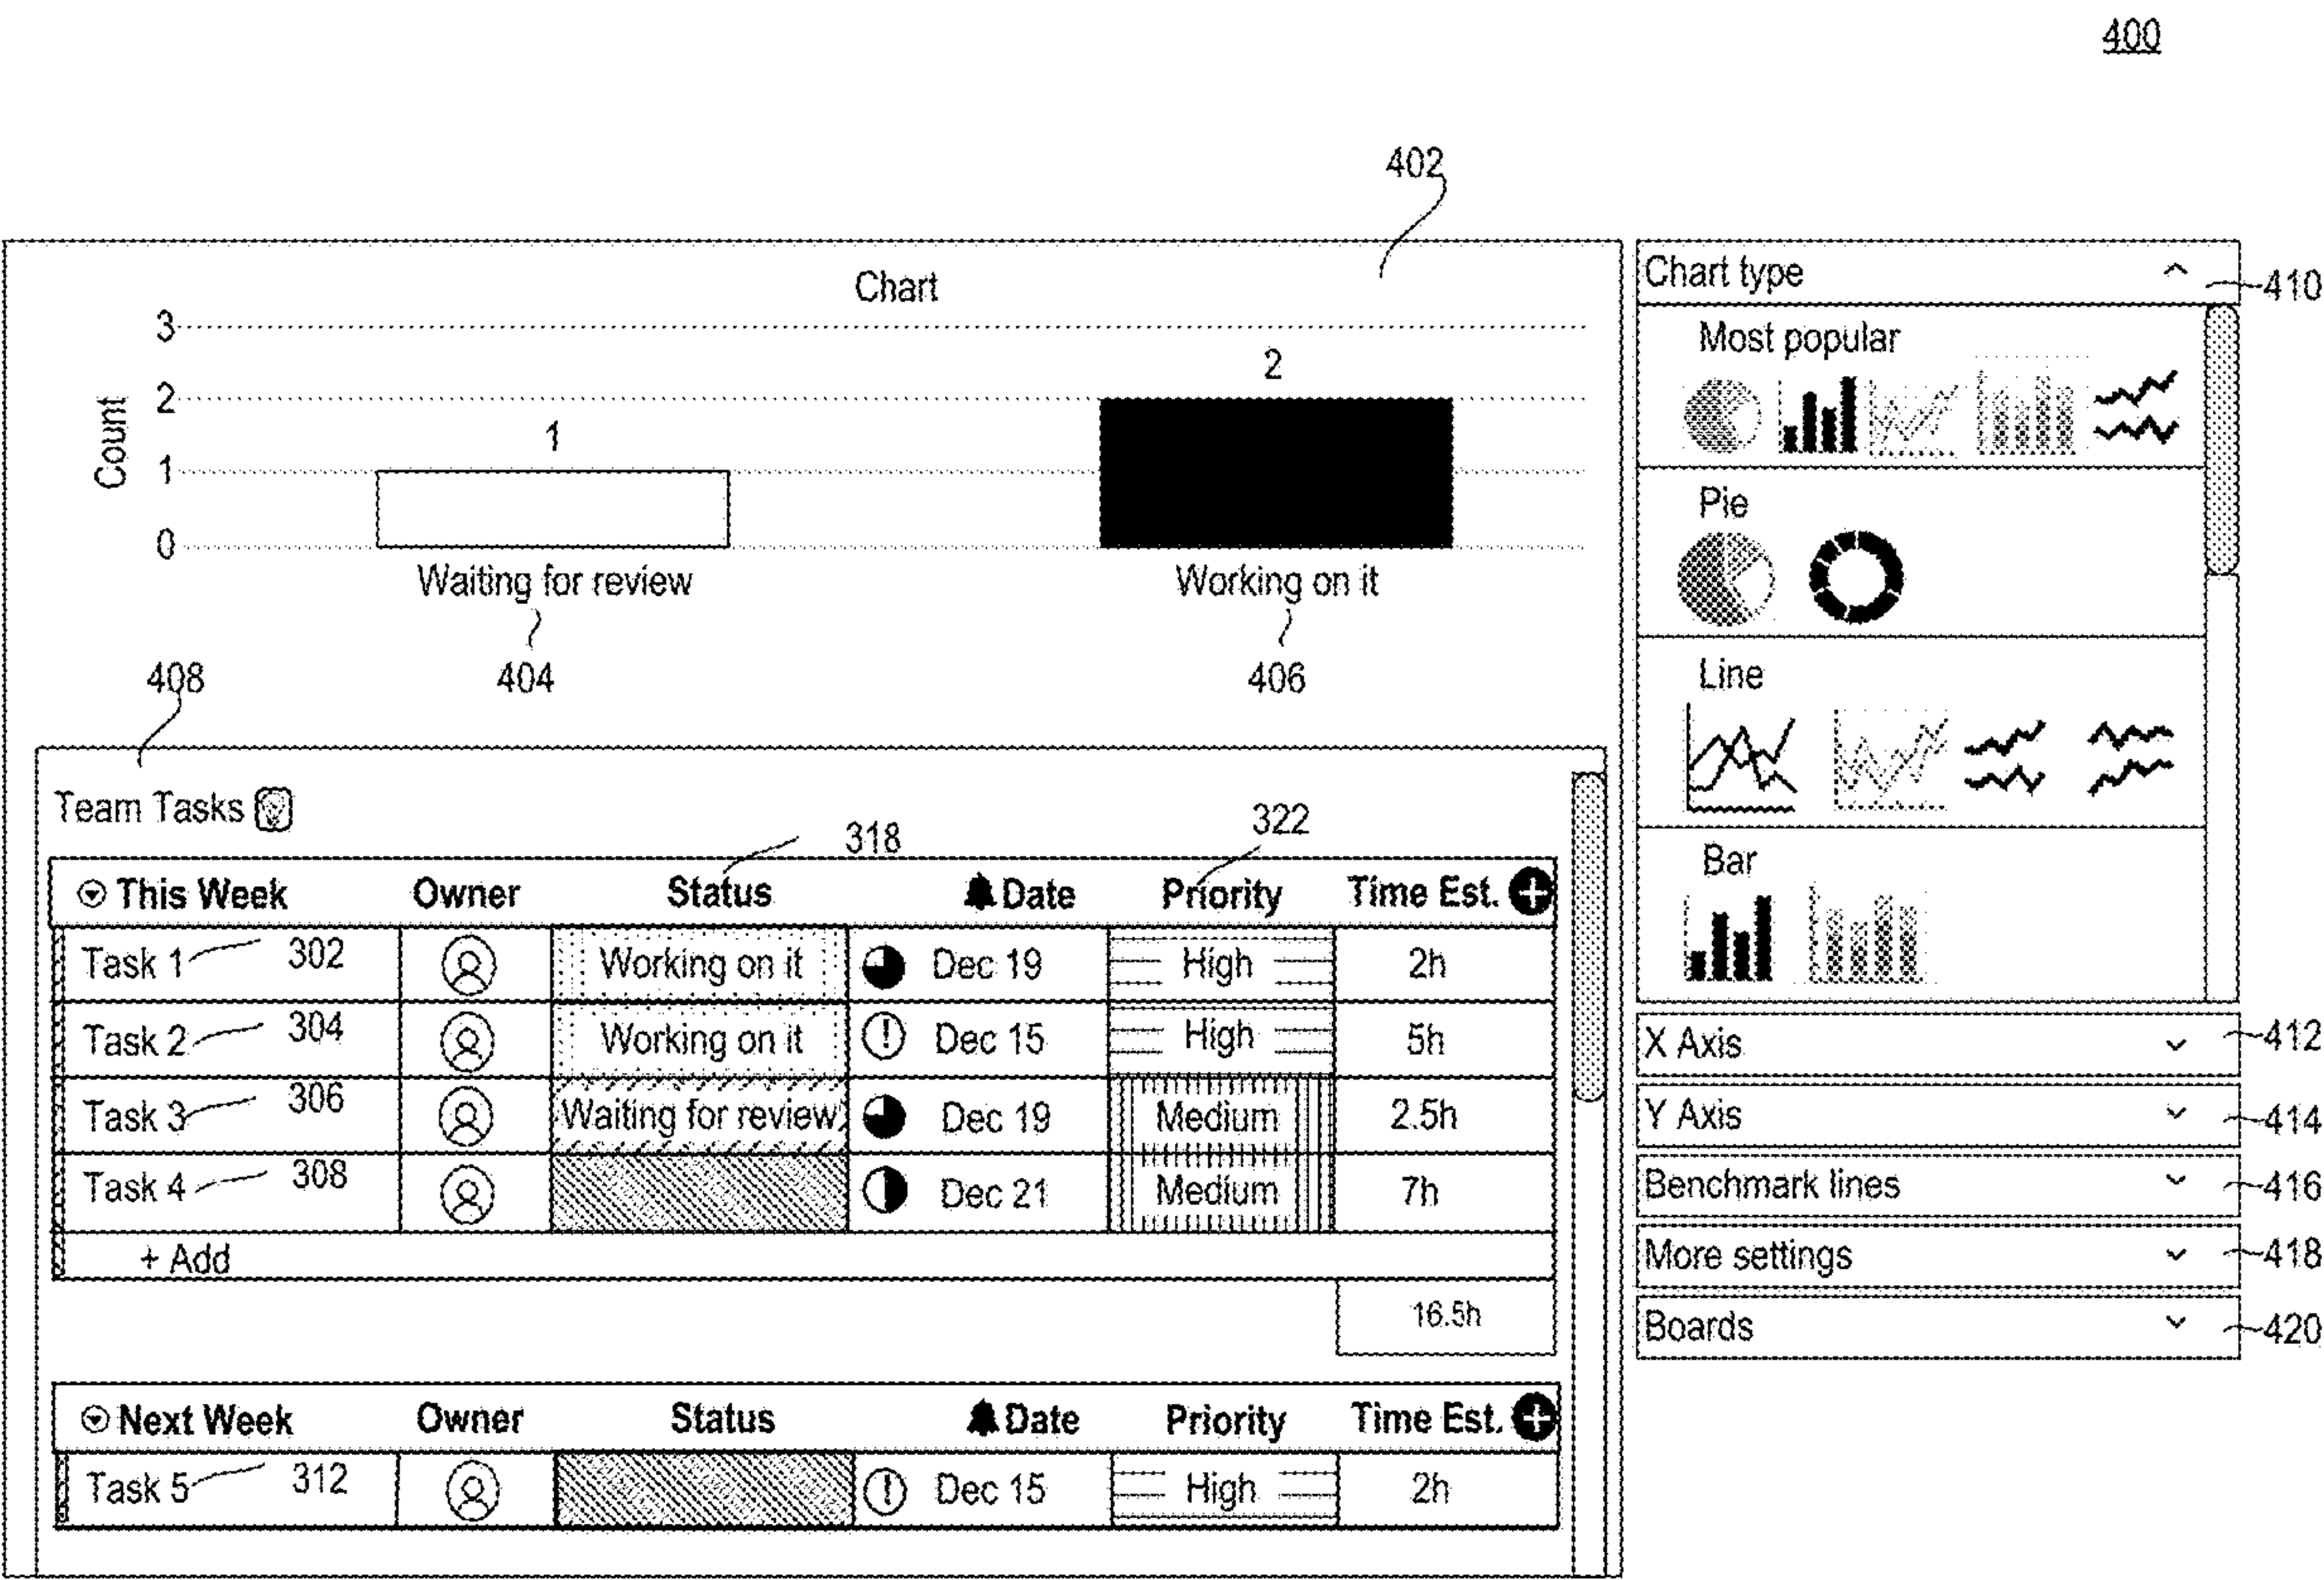 400
402
Chart
3
2
2
1
1
0
Count
Waiting for review
Working on it
404
406
408
Team Tasks
318
322
This Week Owner Status Date Priority Time Est. +
Task 1 302 Working on it Dec 19 High 2h
Task 2 304 Working on it ! Dec 15 High 5h
Task 3 306 Waiting for review Dec 19 Medium 2.5h
Task 4 308 Dec 21 Medium 7h
+ Add
16.5h
Next Week Owner Status Date Priority Time Est. +
Task 5 312 ! Dec 15 High 2h
Chart type 410
Most popular
Pie
Line
Bar
X Axis 412
Y Axis 414
Benchmark lines 416
More settings 418
Boards 420